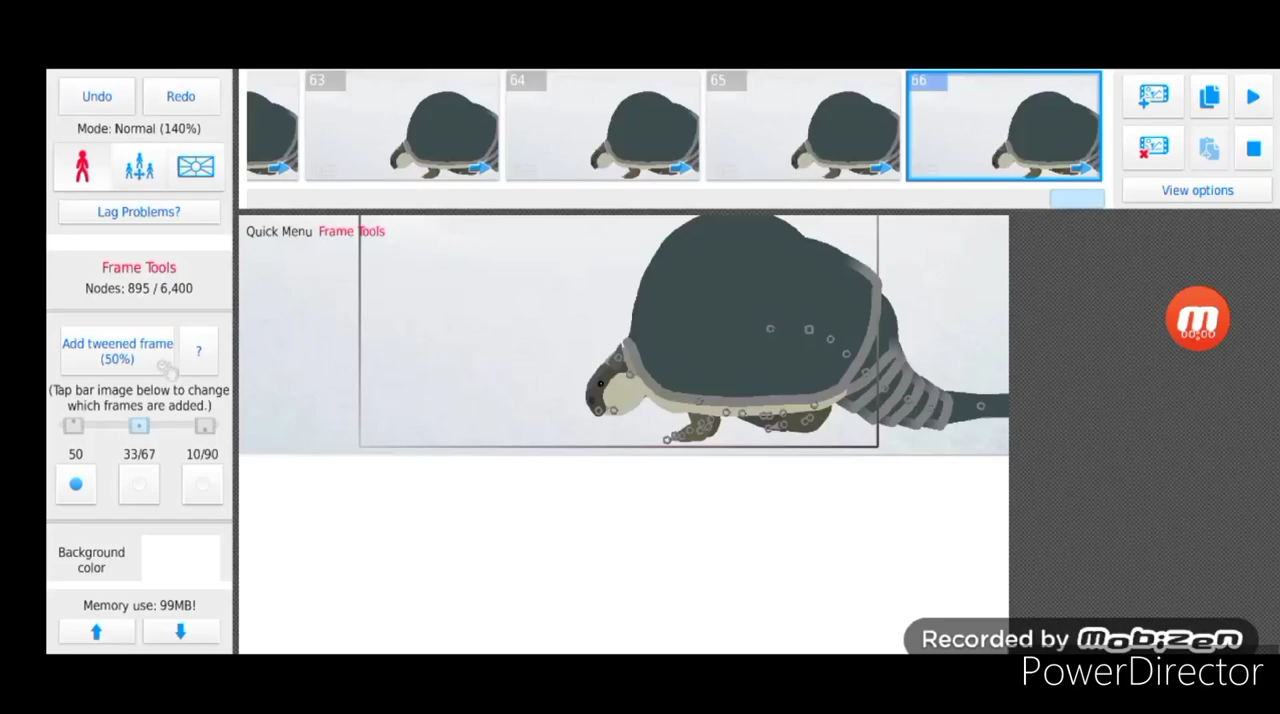 Undo
Redo
Mode: Normal (140%)
Lag Problems?
Frame Tools
Nodes: 895 / 6,400
Add tweened frame
(50%)
?
(Tap bar image below to change
which frames are added.)
50
33/67
10/90
Background
color
Memory use: 99MB!
63
64
65
66
View options
Quick Menu Frame Tools
00:00
Recorded by mobizen
PowerDirector